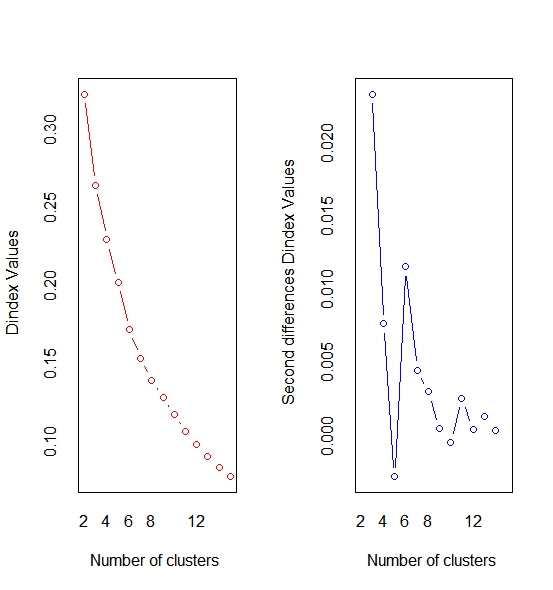 Dindex Values
0.30
0.25
0.20
0.15
0.10
2 4 6 8 12
Number of clusters
Second differences Dindex Values
0.020
0.015
0.010
0.005
0.000
2 4 6 8 12
Number of clusters